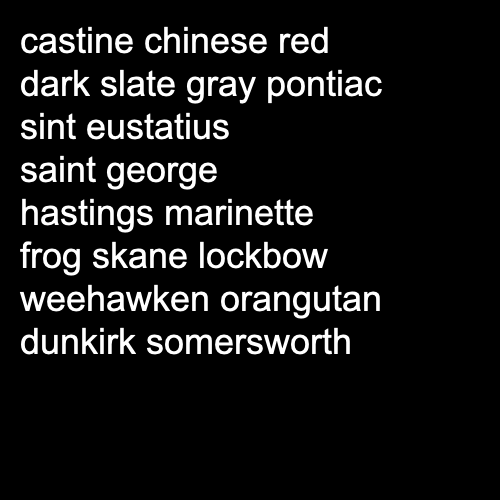 castine chinese red
dark slate gray pontiac
sint eustatius
saint george
hastings marinette
frog skane lockbow
weehawken orangutan
dunkirk somersworth